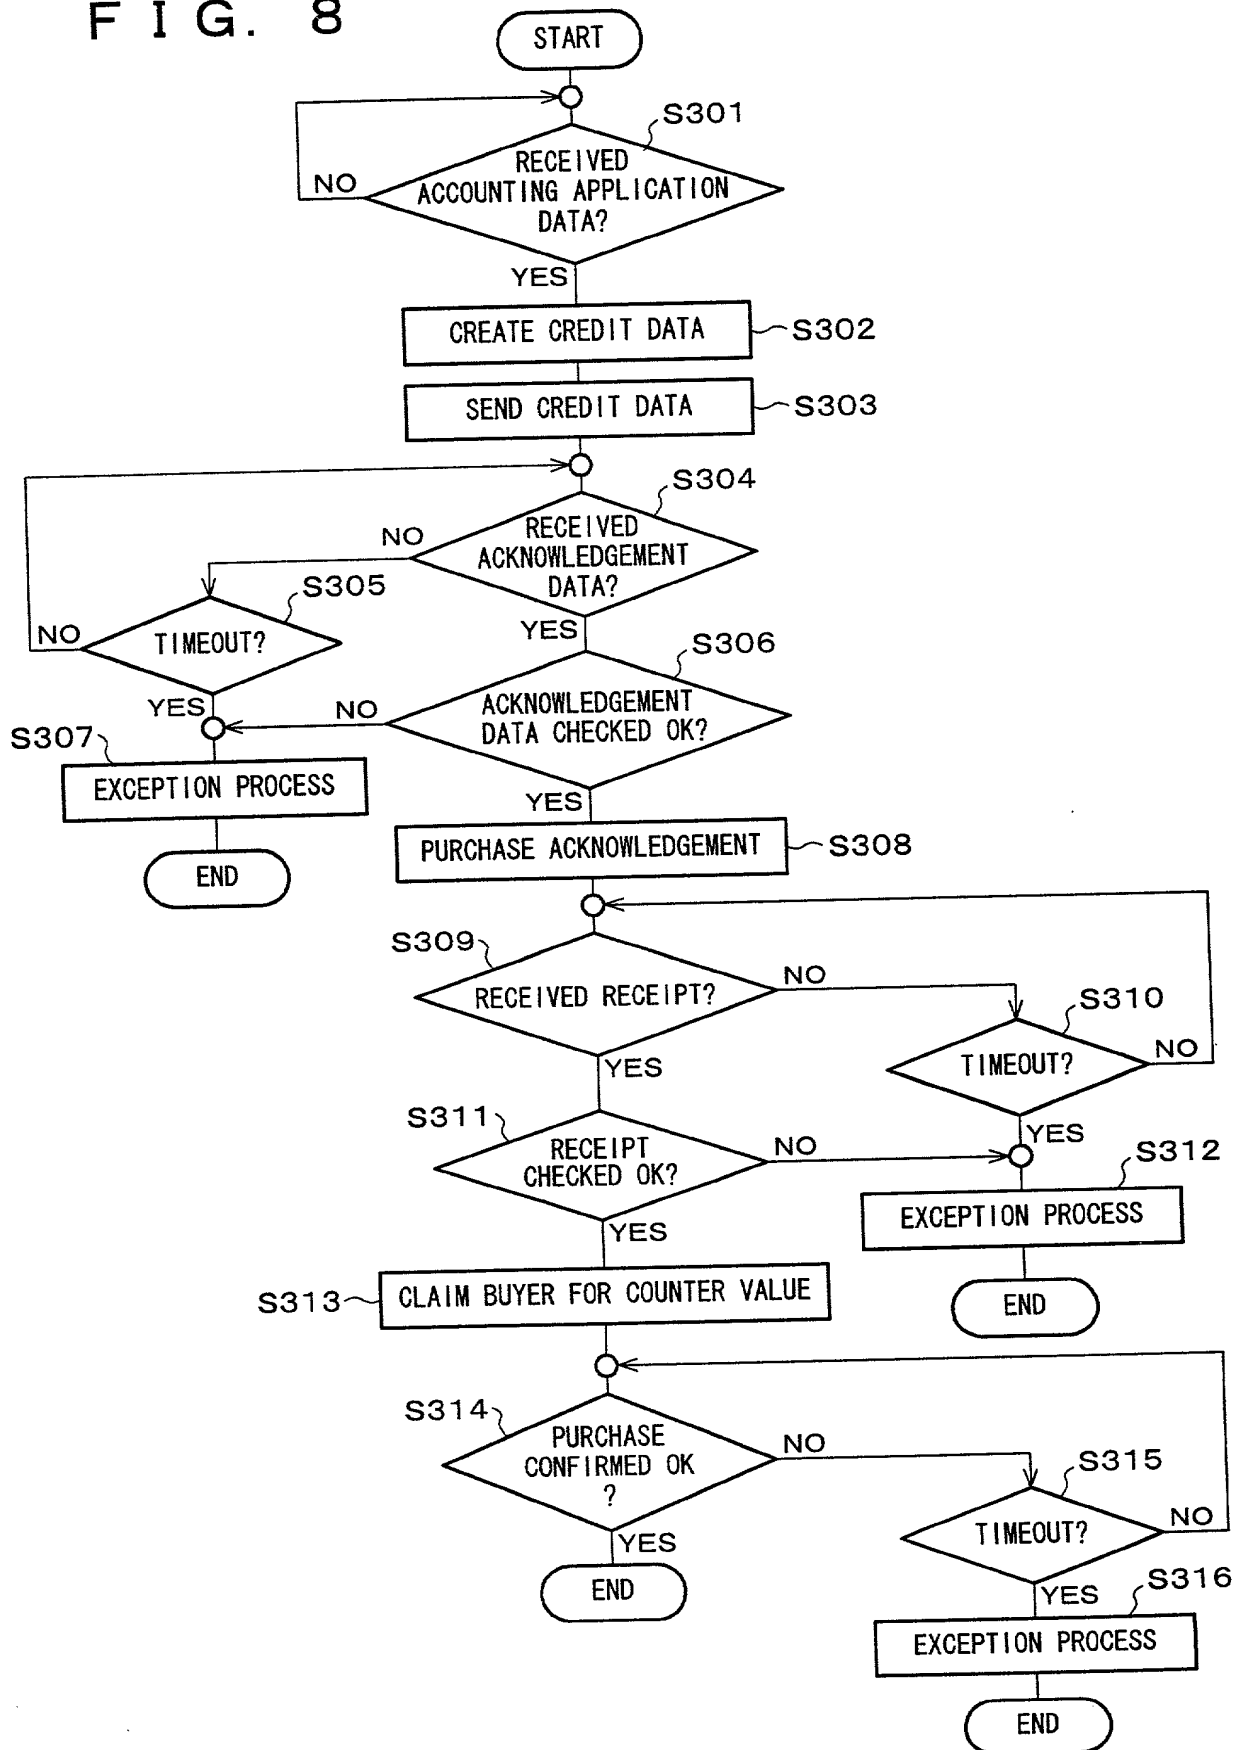 FIG. 8
START
S301
RECEIVED
ACCOUNTING APPLICATION
DATA?
NO
YES
CREATE CREDIT DATA
S302
SEND CREDIT DATA
S303
S304
RECEIVED
ACKNOWLEDGEMENT
DATA?
NO
S305
TIMEOUT?
NO
YES
YES
S306
ACKNOWLEDGEMENT
DATA CHECKED OK?
NO
S307
EXCEPTION PROCESS
END
YES
PURCHASE ACKNOWLEDGEMENT
S308
S309
RECEIVED RECEIPT?
NO
S310
TIMEOUT?
NO
YES
YES
S311
RECEIPT
CHECKED OK?
NO
S312
EXCEPTION PROCESS
END
YES
S313
CLAIM BUYER FOR COUNTER VALUE
S314
PURCHASE
CONFIRMED OK
?
NO
S315
TIMEOUT?
NO
YES
END
YES
S316
EXCEPTION PROCESS
END